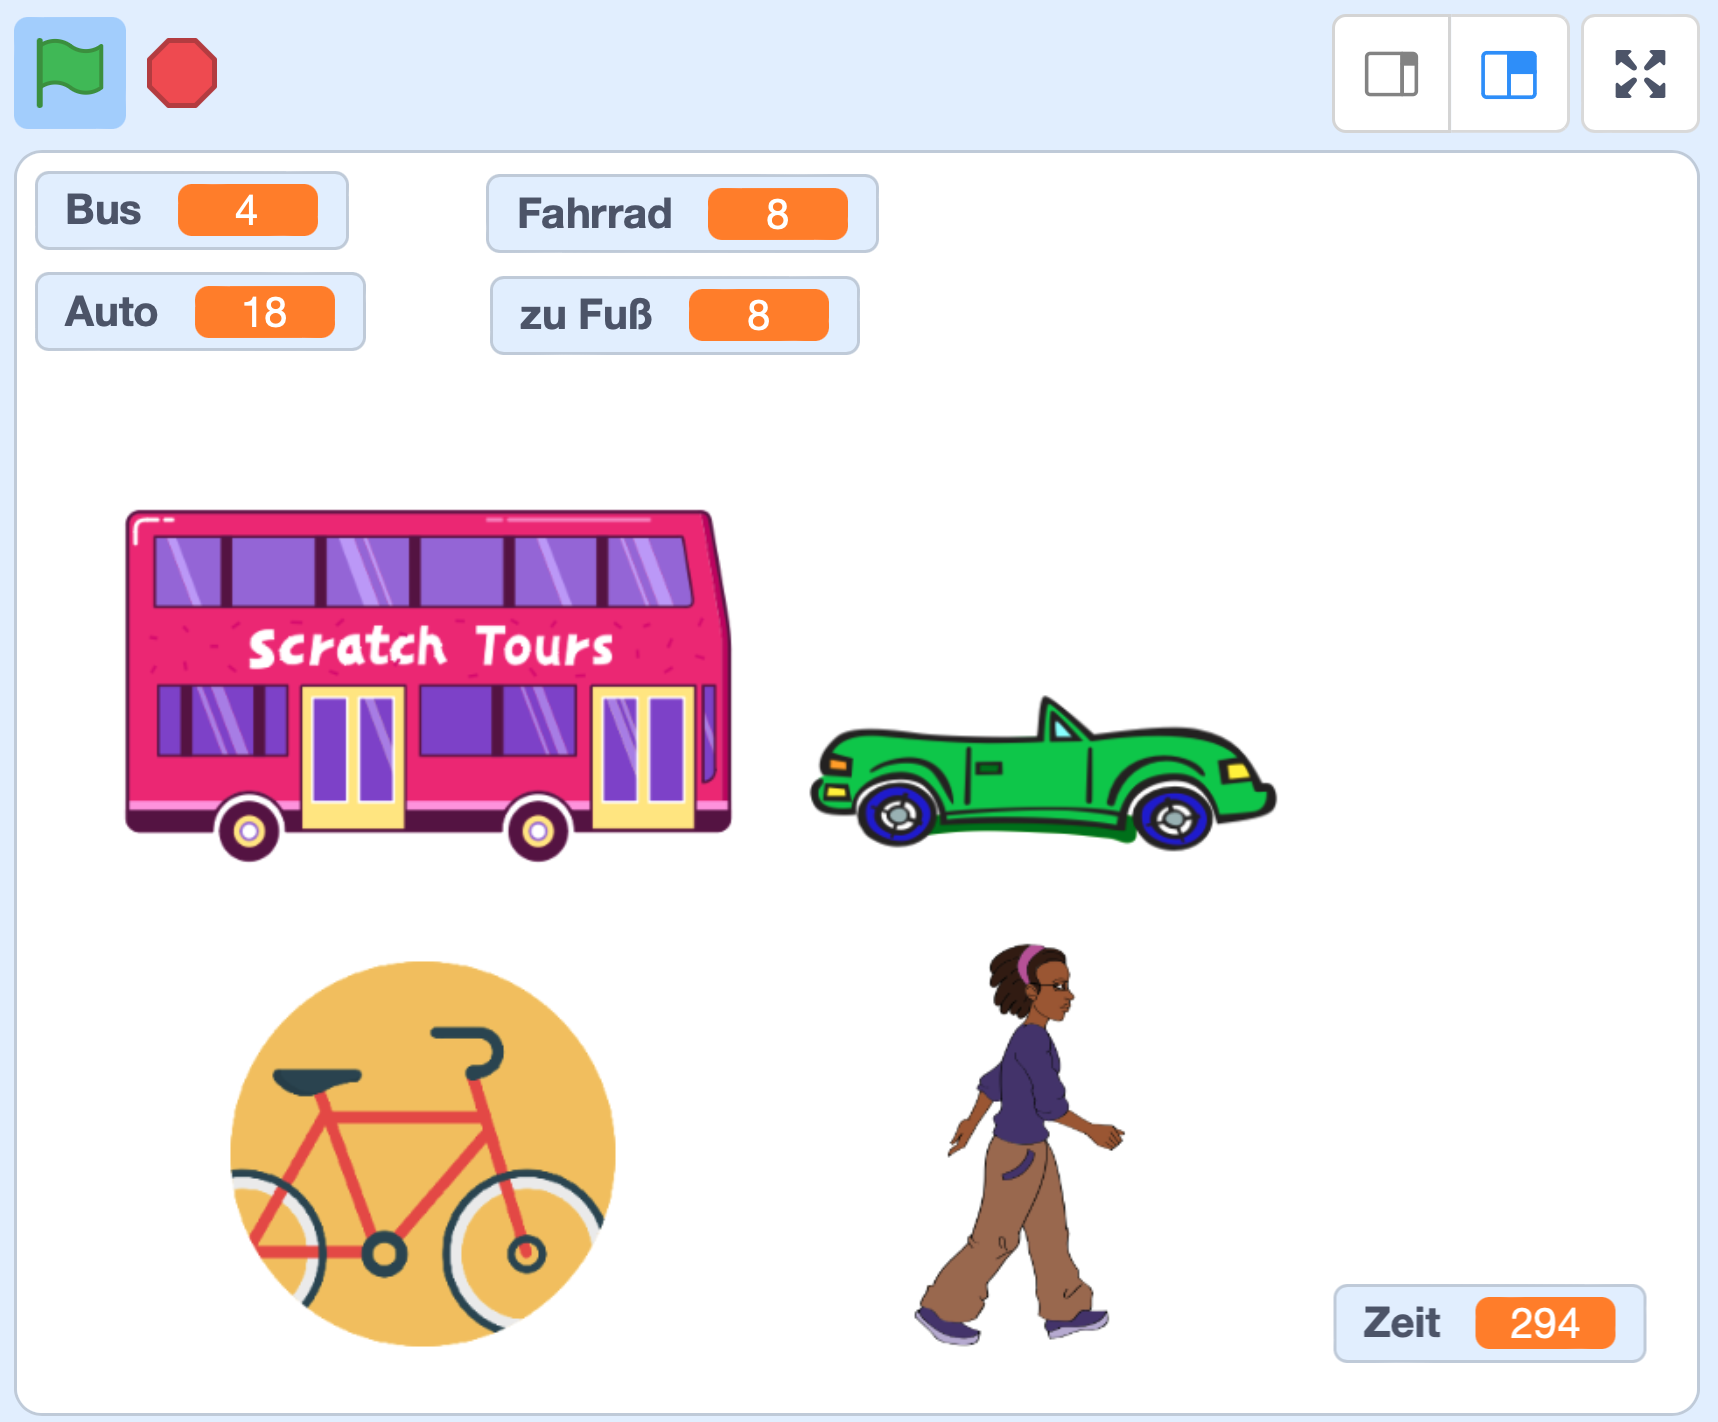 Bus 4
Fahrrad 8
Auto 18
zu Fuß 8
Scratch Tours
Zeit 294